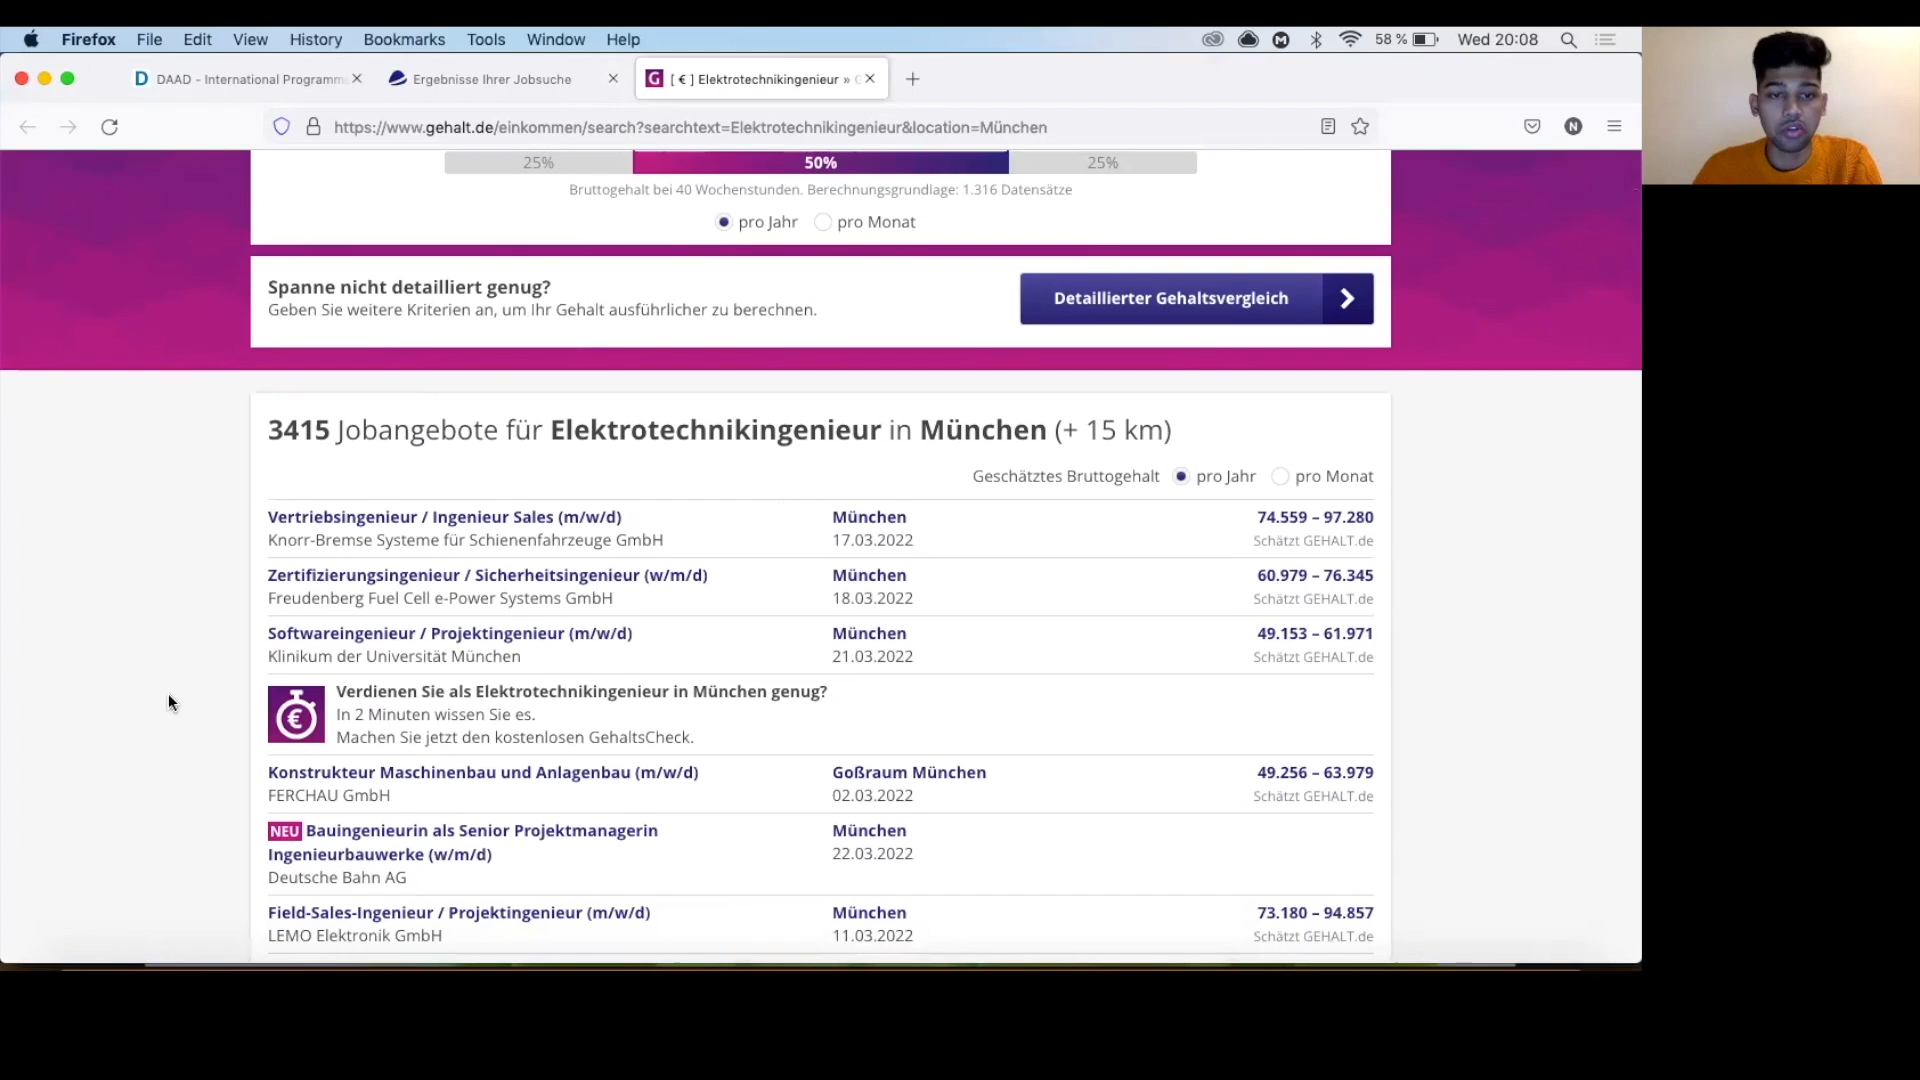 Firefox File Edit View History Bookmarks Tools Window Help 58 % Wed 20:08
DAAD - International Programm
Ergebnisse Ihrer Jobsuche
[ € ] Elektrotechnikingenieur »
https://www.gehalt.de/einkommen/search?searchtext=Elektrotechnikingenieur&location=München
25% 50% 25%
Bruttogehalt bei 40 Wochenstunden. Berechnungsgrundlage: 1.316 Datensätze
pro Jahr pro Monat
Spanne nicht detailliert genug?
Geben Sie weitere Kriterien an, um Ihr Gehalt ausführlicher zu berechnen.
Detaillierter Gehaltsvergleich
3415 Jobangebote für Elektrotechnikingenieur in München (+ 15 km)
Geschätztes Bruttogehalt pro Jahr pro Monat
Vertriebsingenieur / Ingenieur Sales (m/w/d) München 74.559 – 97.280
Knorr-Bremse Systeme für Schienenfahrzeuge GmbH 17.03.2022 Schätzt GEHALT.de
Zertifizierungsingenieur / Sicherheitsingenieur (w/m/d) München 60.979 – 76.345
Freudenberg Fuel Cell e-Power Systems GmbH 18.03.2022 Schätzt GEHALT.de
Softwareingenieur / Projektingenieur (m/w/d) München 49.153 – 61.971
Klinikum der Universität München 21.03.2022 Schätzt GEHALT.de
Verdienen Sie als Elektrotechnikingenieur in München genug?
In 2 Minuten wissen Sie es.
Machen Sie jetzt den kostenlosen GehaltsCheck.
Konstrukteur Maschinenbau und Anlagenbau (m/w/d) Goßraum München 49.256 – 63.979
FERCHAU GmbH 02.03.2022 Schätzt GEHALT.de
NEU Bauingenieurin als Senior Projektmanagerin München
Ingenieurbauwerke (w/m/d) 22.03.2022
Deutsche Bahn AG
Field-Sales-Ingenieur / Projektingenieur (m/w/d) München 73.180 – 94.857
LEMO Elektronik GmbH 11.03.2022 Schätzt GEHALT.de